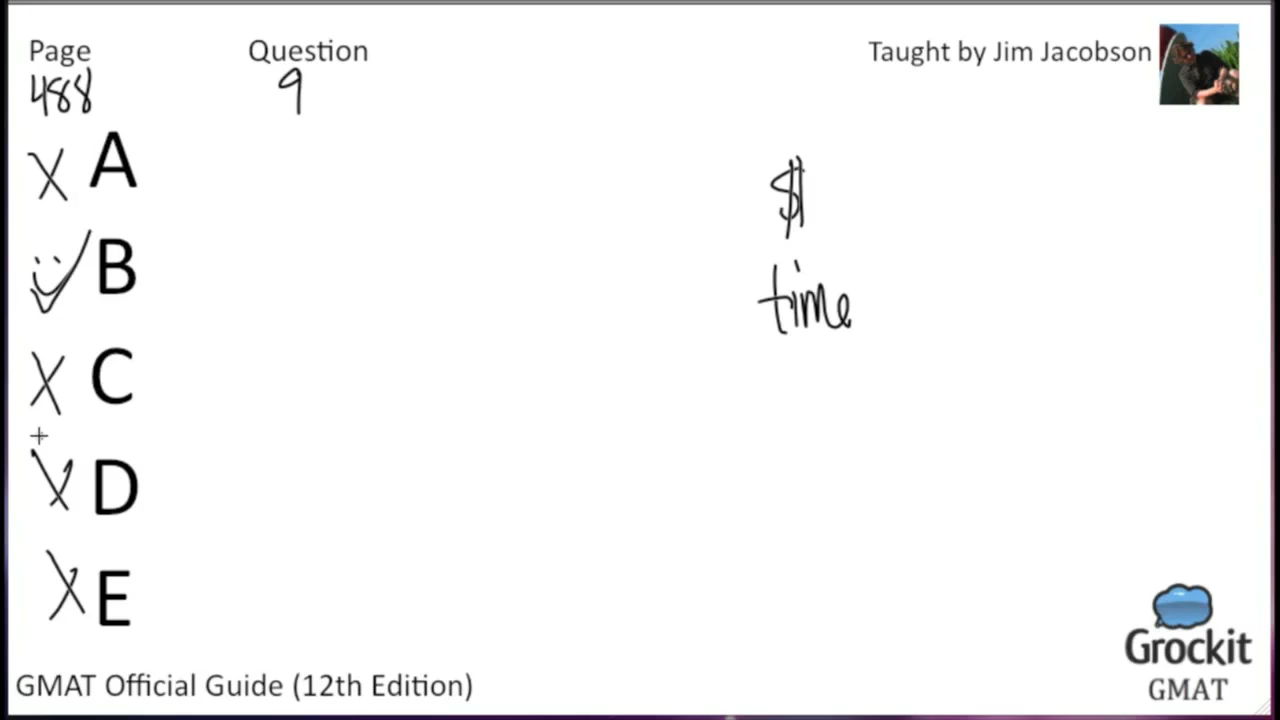 Page Question Taught by Jim Jacobson
488 9
X A
$
B
time
X C
X D
X E
Grockit
GMAT
GMAT Official Guide (12th Edition)